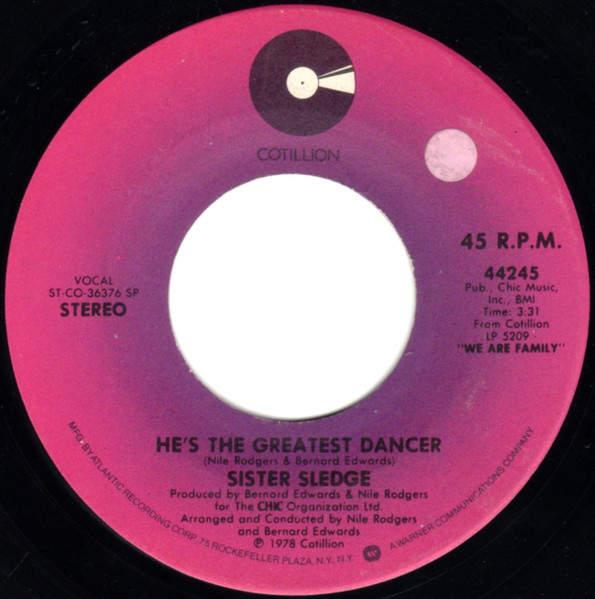 COTILLION
45 R.P.M.
VOCAL
ST-CO-36376 SP
STEREO
44245
Pub., Chic Music,
Inc., BMI
Time: 3:31
From Cotillion
LP 5209
"WE ARE FAMILY"
HE'S THE GREATEST DANCER
(Nile Rodgers & Bernard Edwards)
SISTER SLEDGE
Produced by Bernard Edwards & Nile Rodgers
for The CHIC Organization Ltd.
Arranged and Conducted by Nile Rodgers
and Bernard Edwards
℗ 1978 Cotillion
MFG. BY ATLANTIC RECORDING CORP., 75 ROCKEFELLER PLAZA, N.Y., N.Y. W A WARNER COMMUNICATIONS COMPANY